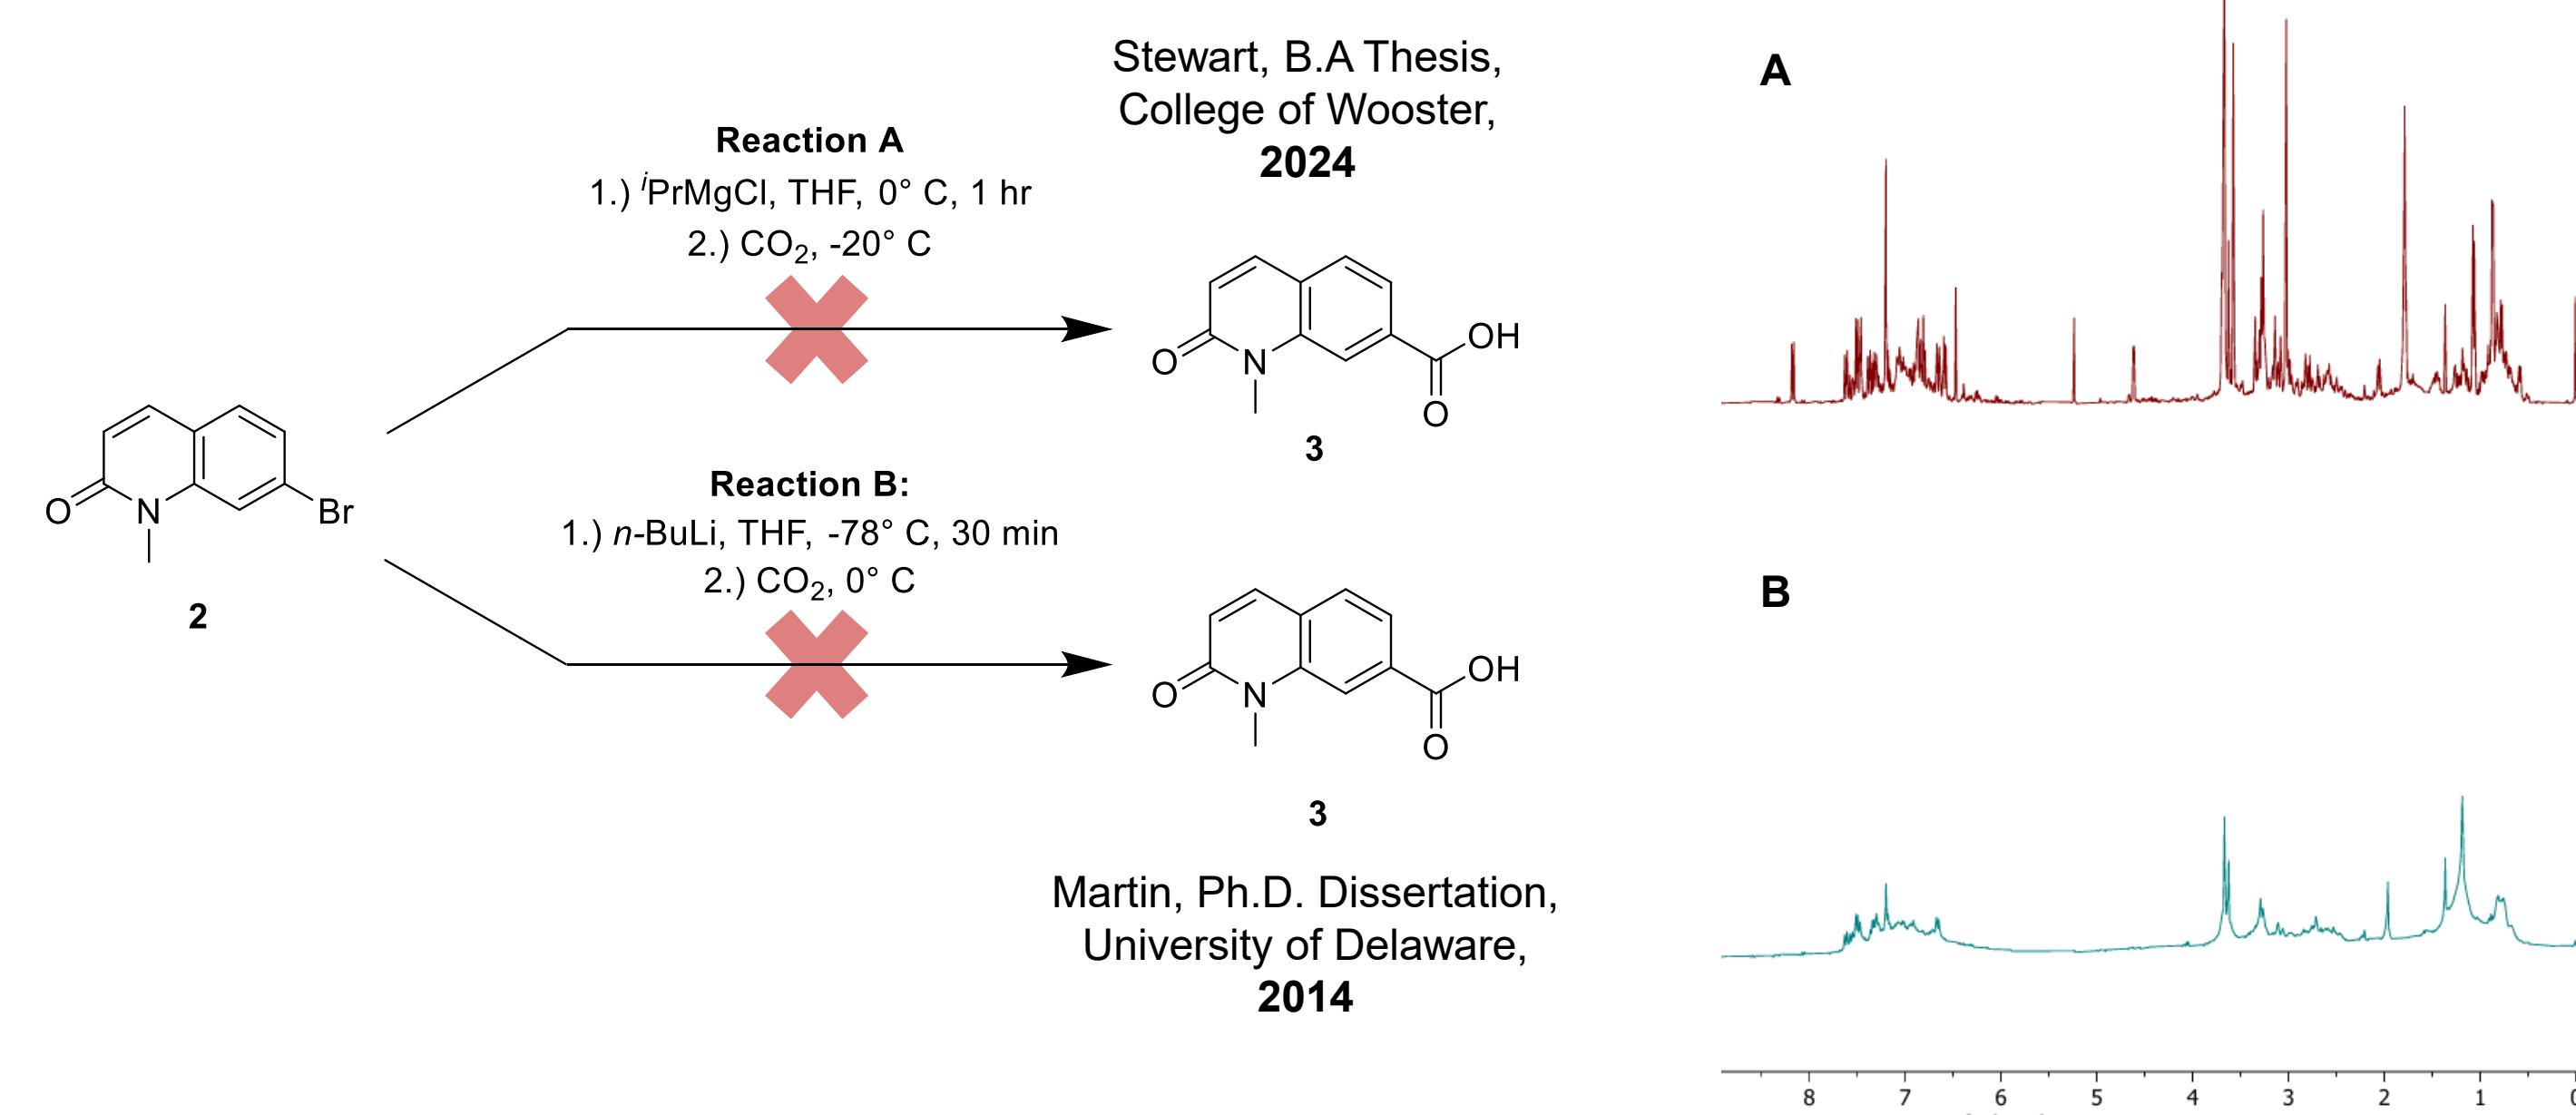 Stewart, B.A Thesis,
College of Wooster,
2024
A
Reaction A
1.) ⁱPrMgCl, THF, 0° C, 1 hr
2.) CO₂, -20° C
O
N
OH
O
3
O
N
Br
2
Reaction B:
1.) n-BuLi, THF, -78° C, 30 min
2.) CO₂, 0° C
B
O
N
OH
O
3
Martin, Ph.D. Dissertation,
University of Delaware,
2014
8 7 6 5 4 3 2 1